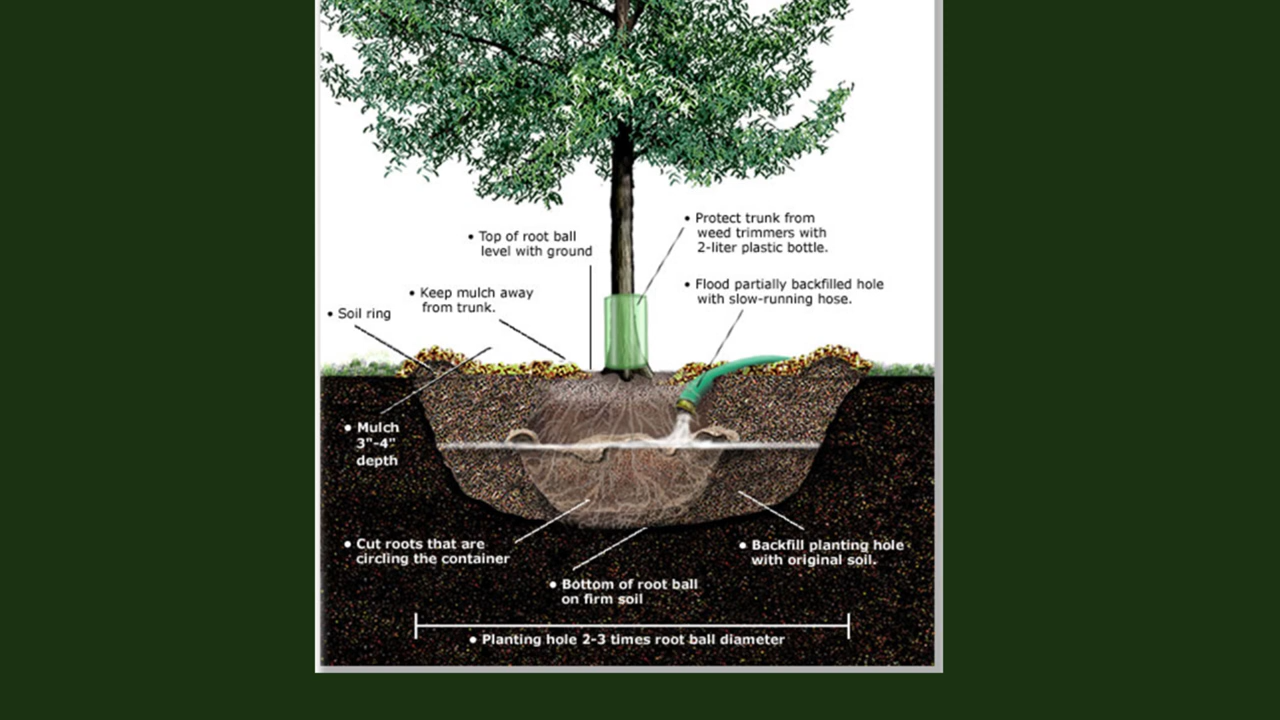 • Protect trunk from
weed trimmers with
2-liter plastic bottle.
• Top of root ball
level with ground
• Flood partially backfilled hole
with slow-running hose.
• Keep mulch away
from trunk.
• Soil ring
• Mulch
3"-4"
depth
• Cut roots that are
circling the container
• Backfill planting hole
with original soil.
• Bottom of root ball
on firm soil
• Planting hole 2-3 times root ball diameter